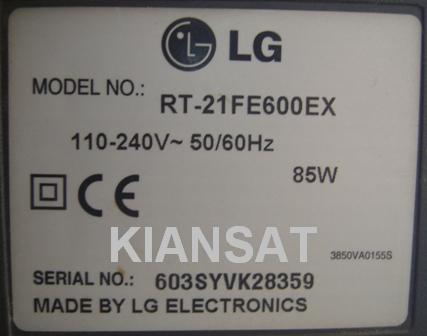 LG
MODEL NO.: RT-21FE600EX
110-240V~ 50/60Hz
85W
CE
KIANSAT
3850VA0155S
SERIAL NO.: 603SYVK28359
MADE BY LG ELECTRONICS